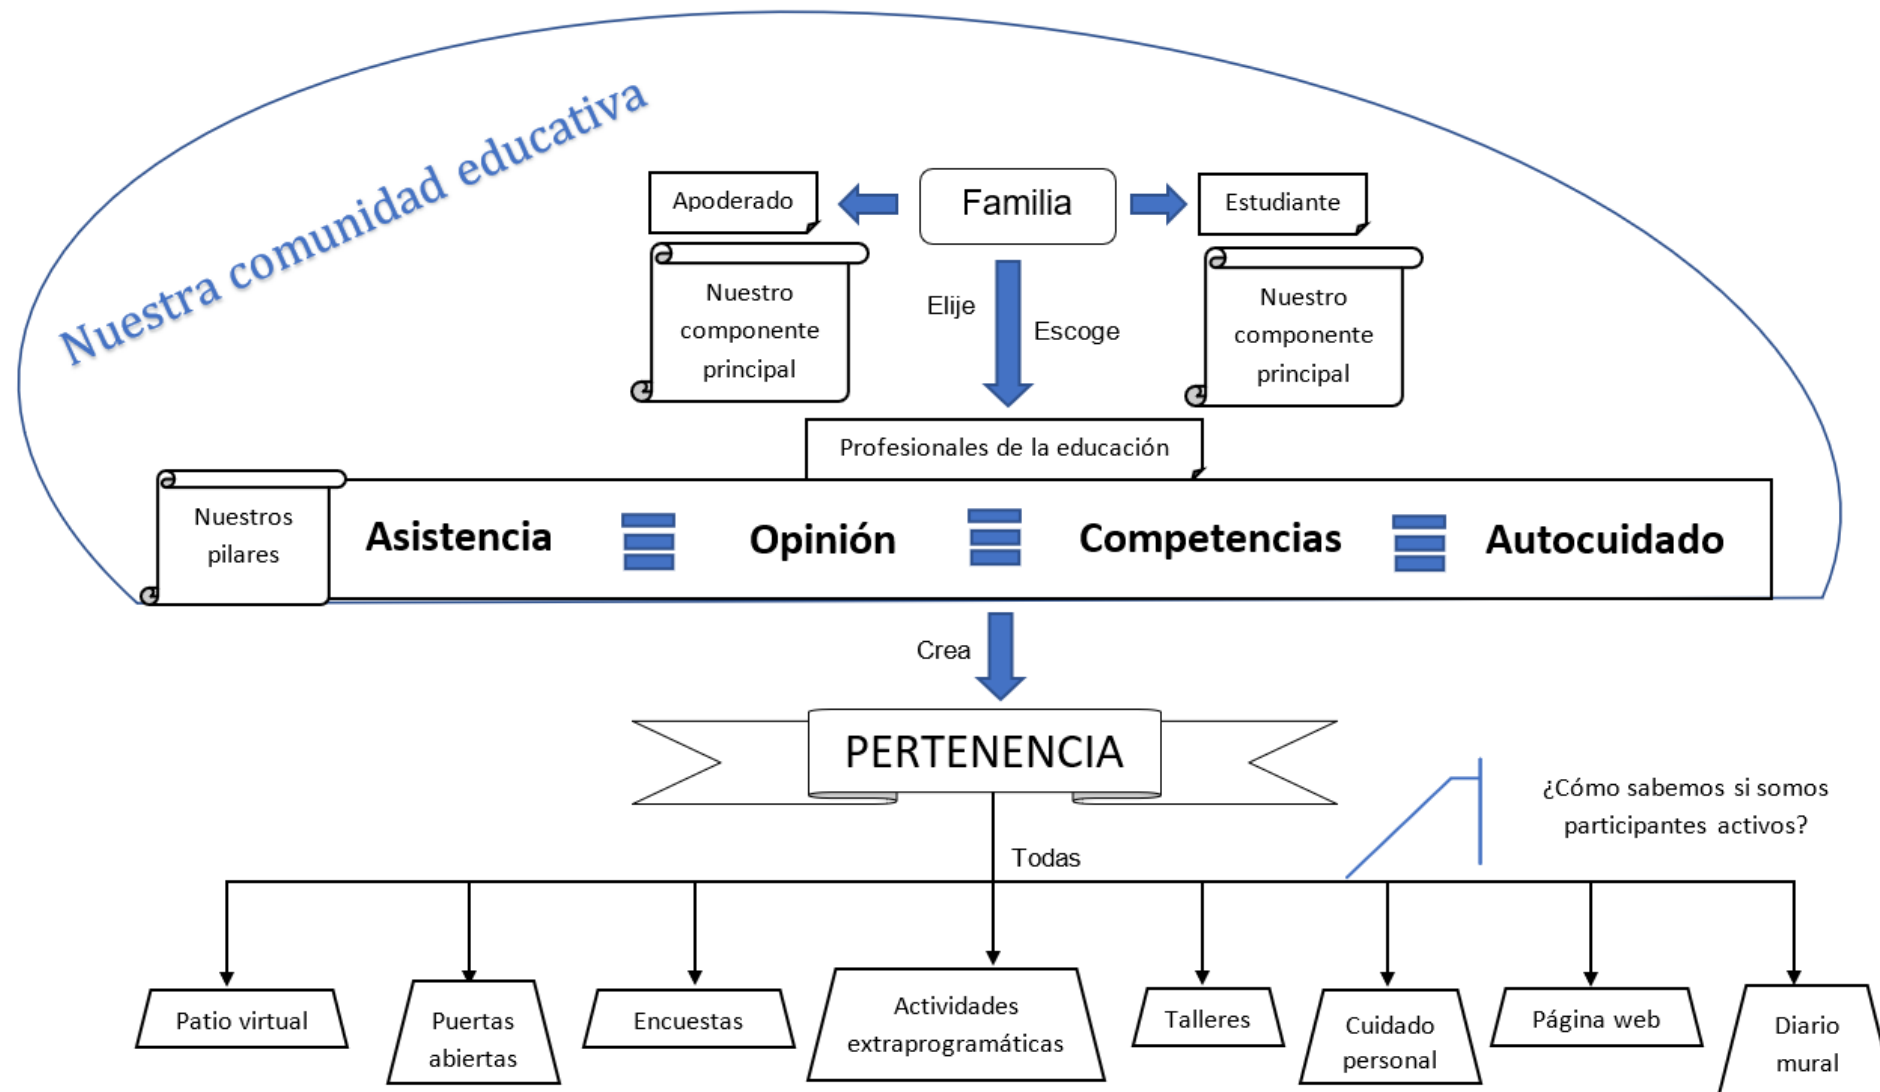 Nuestra comunidad educativa
Apoderado
Familia
Estudiante
Nuestro
componente
principal
Elije
Escoge
Nuestro
componente
principal
Profesionales de la educación
Nuestros
pilares
Asistencia
Opinión
Competencias
Autocuidado
Crea
PERTENENCIA
¿Cómo sabemos si somos
participantes activos?
Todas
Patio virtual
Puertas
abiertas
Encuestas
Actividades
extraprogramáticas
Talleres
Cuidado
personal
Página web
Diario
mural